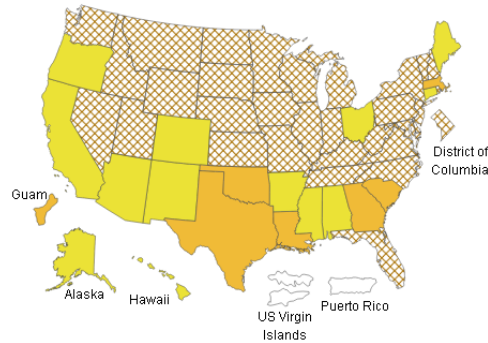 District of
Columbia
Guam
Alaska
Hawaii
US Virgin
Islands
Puerto Rico